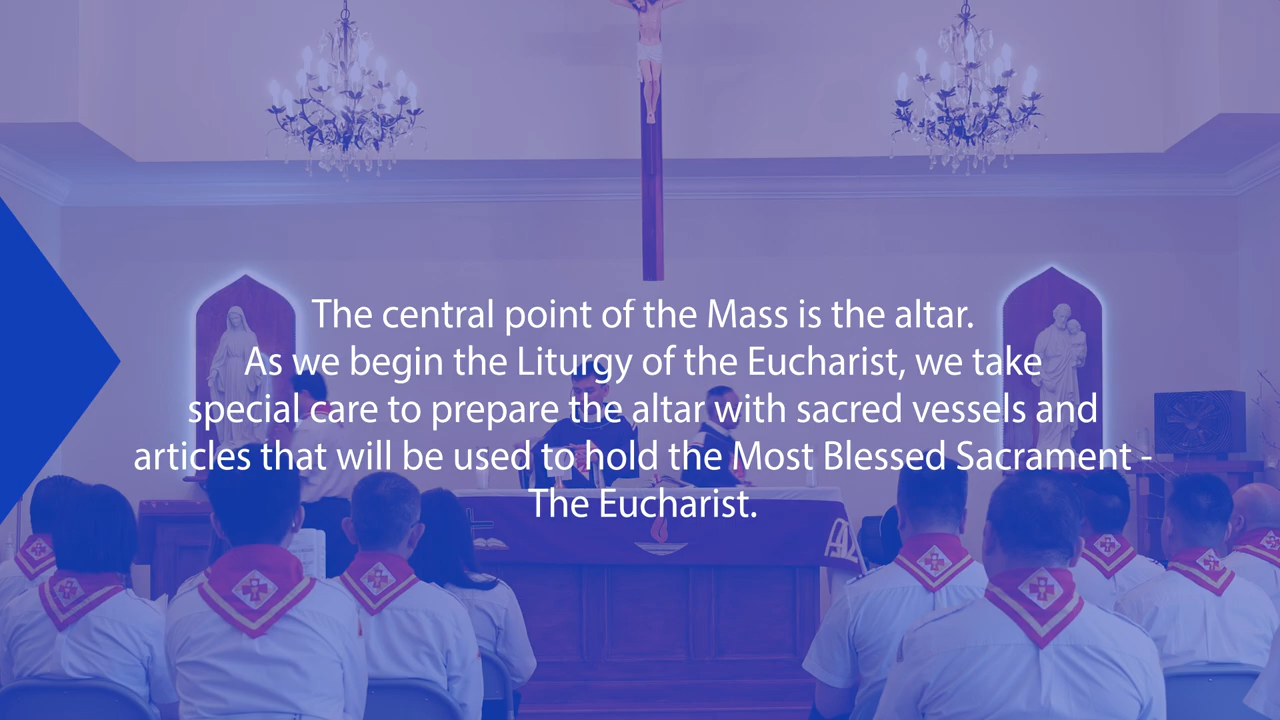 The central point of the Mass is the altar.
As we begin the Liturgy of the Eucharist, we take
special care to prepare the altar with sacred vessels and
articles that will be used to hold the Most Blessed Sacrament -
The Eucharist.